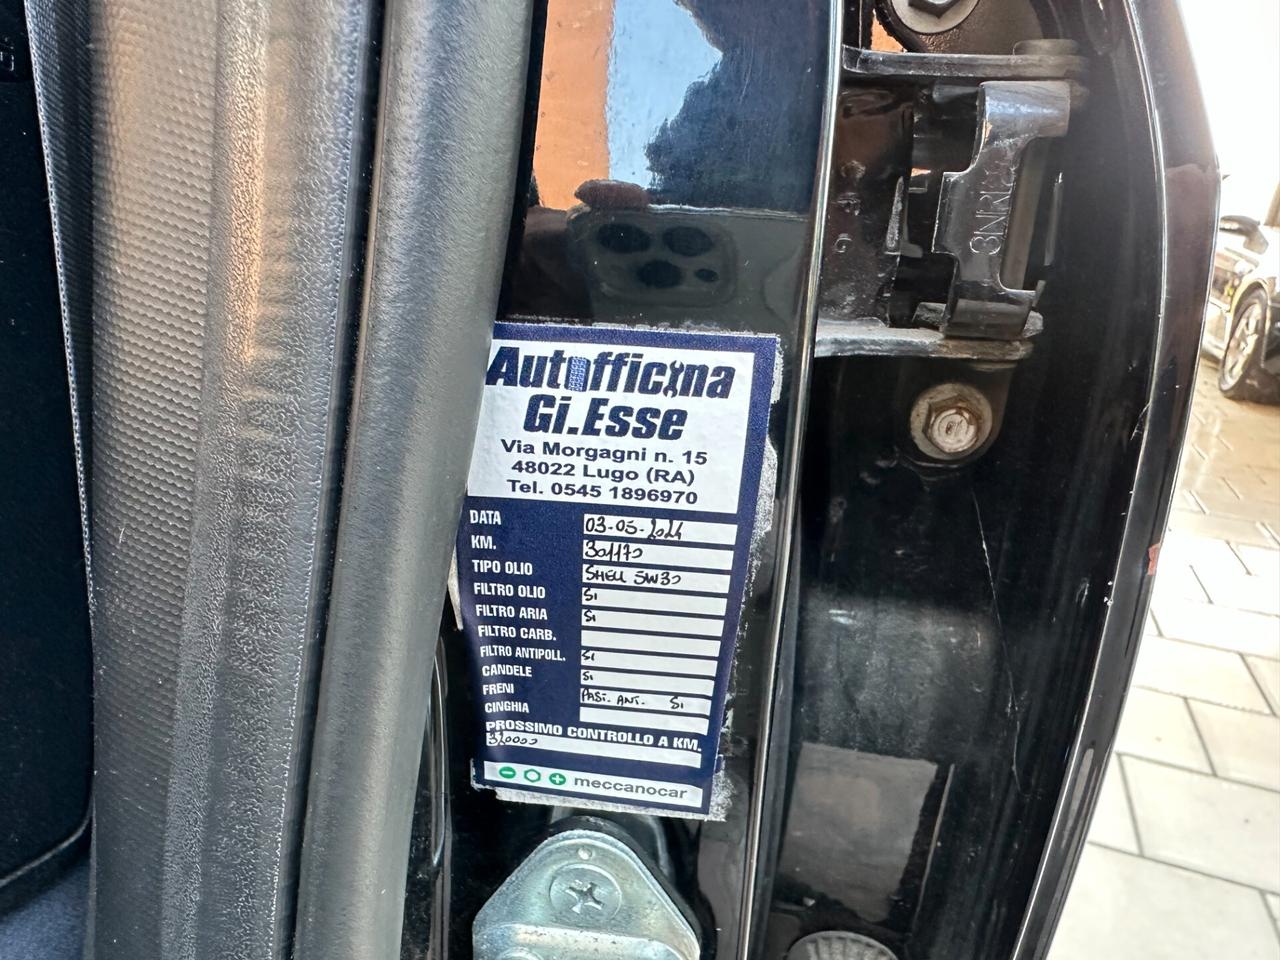 Autofficina
Gi.Esse
Via Morgagni n. 15
48022 Lugo (RA)
Tel. 0545 1896970
DATA 03-05-2024
KM. 301170
TIPO OLIO SHELL 5W30
FILTRO OLIO SI
FILTRO ARIA SI
FILTRO CARB.
FILTRO ANTIPOLL. SI
CANDELE SI
FRENI PAST. ANT. SI
CINGHIA
PROSSIMO CONTROLLO A KM.
320000
meccanocar